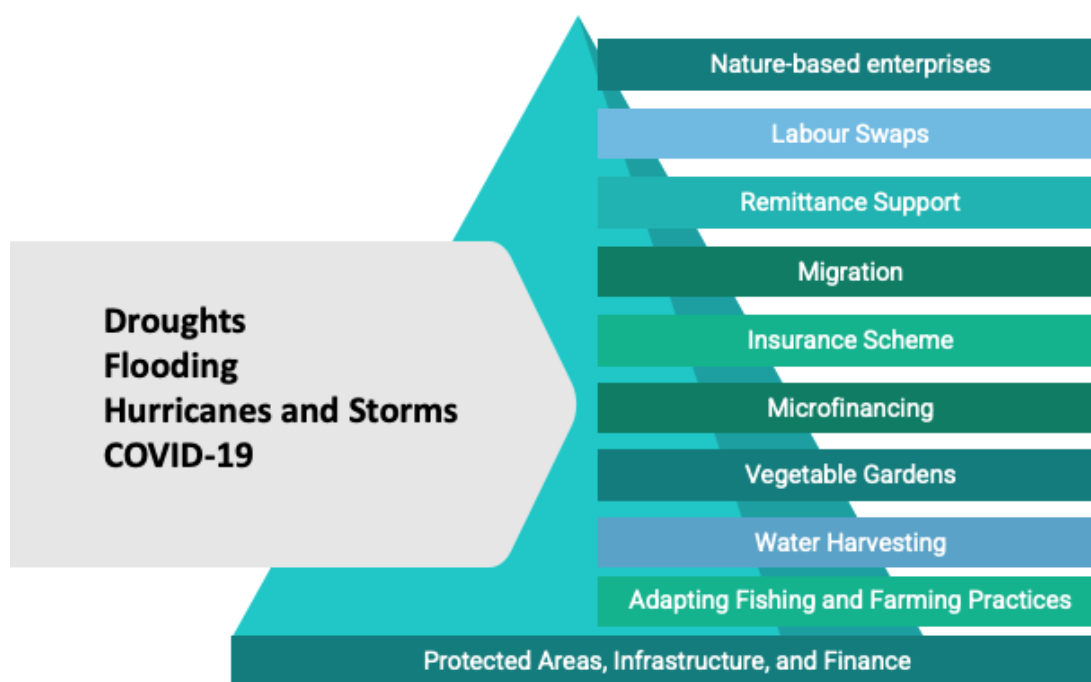 Droughts
Flooding
Hurricanes and Storms
COVID-19
Nature-based enterprises
Labour Swaps
Remittance Support
Migration
Insurance Scheme
Microfinancing
Vegetable Gardens
Water Harvesting
Adapting Fishing and Farming Practices
Protected Areas, Infrastructure, and Finance